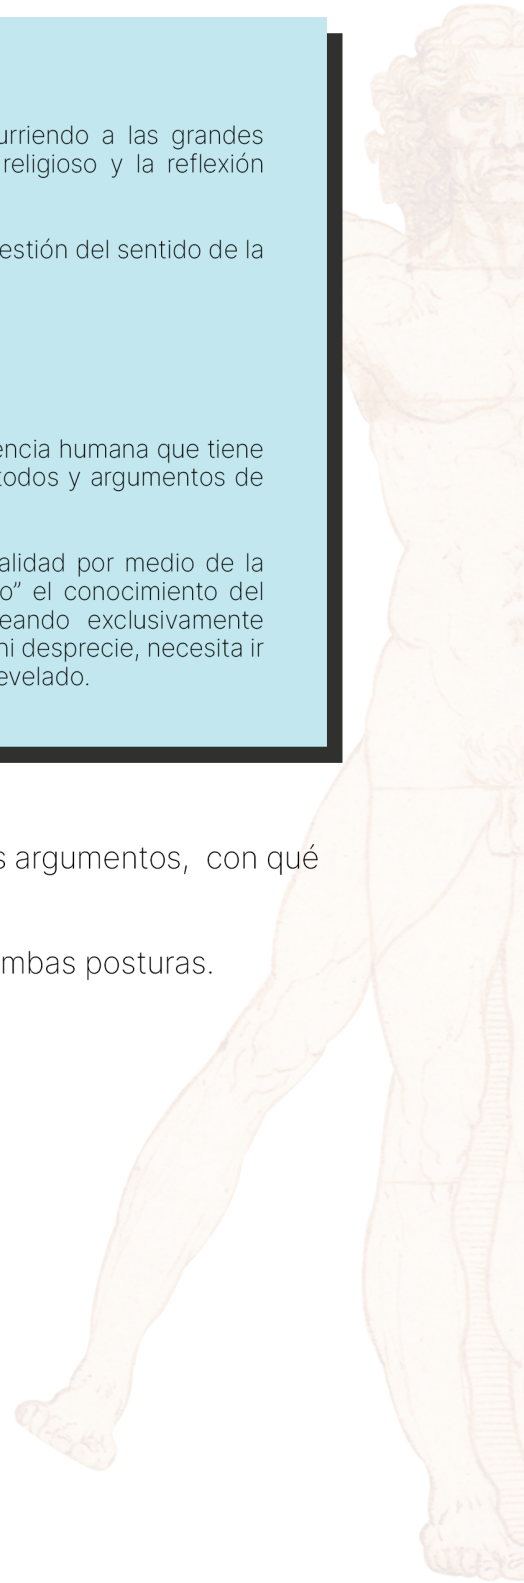 urriendo a las grandes
religioso y la reflexión
estión del sentido de la
encia humana que tiene
todos y argumentos de
alidad por medio de la
o” el conocimiento del
eando exclusivamente
ni desprecie, necesita ir
evelado.
s argumentos, con qué
mbas posturas.